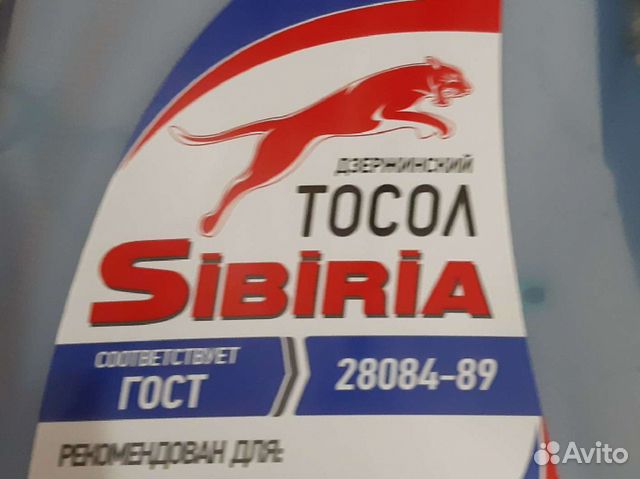 ДЗЕРЖИНСКИЙ
ТОСОЛ
SiBiRiA
СООТВЕТСТВУЕТ
ГОСТ
28084-89
РЕКОМЕНДОВАН ДЛЯ:
Avito